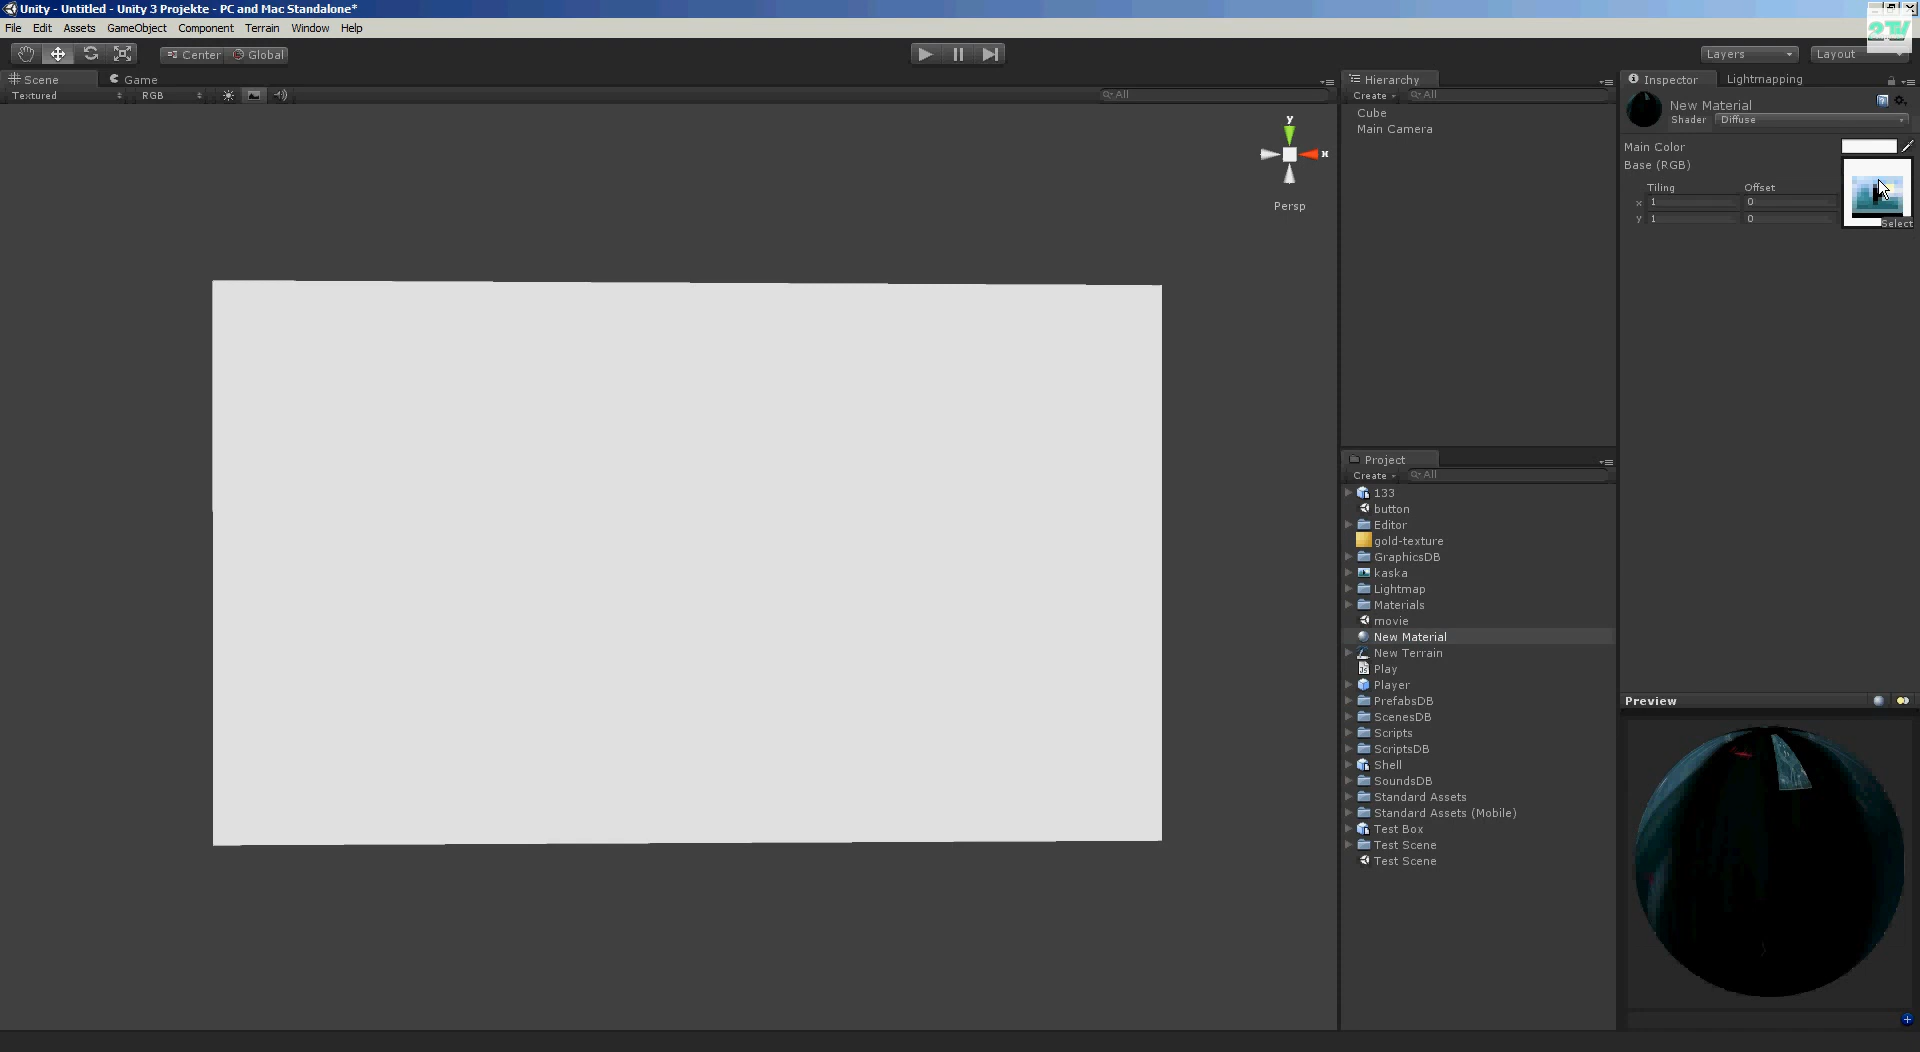 Unity - Untitled - Unity 3 Projekte - PC and Mac Standalone*
File Edit Assets GameObject Component Terrain Window Help
Center Global
Layers Layout
Scene Game
Textured RGB All
y
x
Persp
Hierarchy
Create All
Cube
Main Camera
Project
Create All
133
button
Editor
gold-texture
GraphicsDB
kaska
Lightmap
Materials
movie
New Material
New Terrain
Play
Player
PrefabsDB
ScenesDB
Scripts
ScriptsDB
Shell
SoundsDB
Standard Assets
Standard Assets (Mobile)
Test Box
Test Scene
Test Scene
Inspector Lightmapping
New Material
Shader Diffuse
Main Color
Base (RGB)
Tiling Offset
x 1 0
y 1 0
Select
Preview